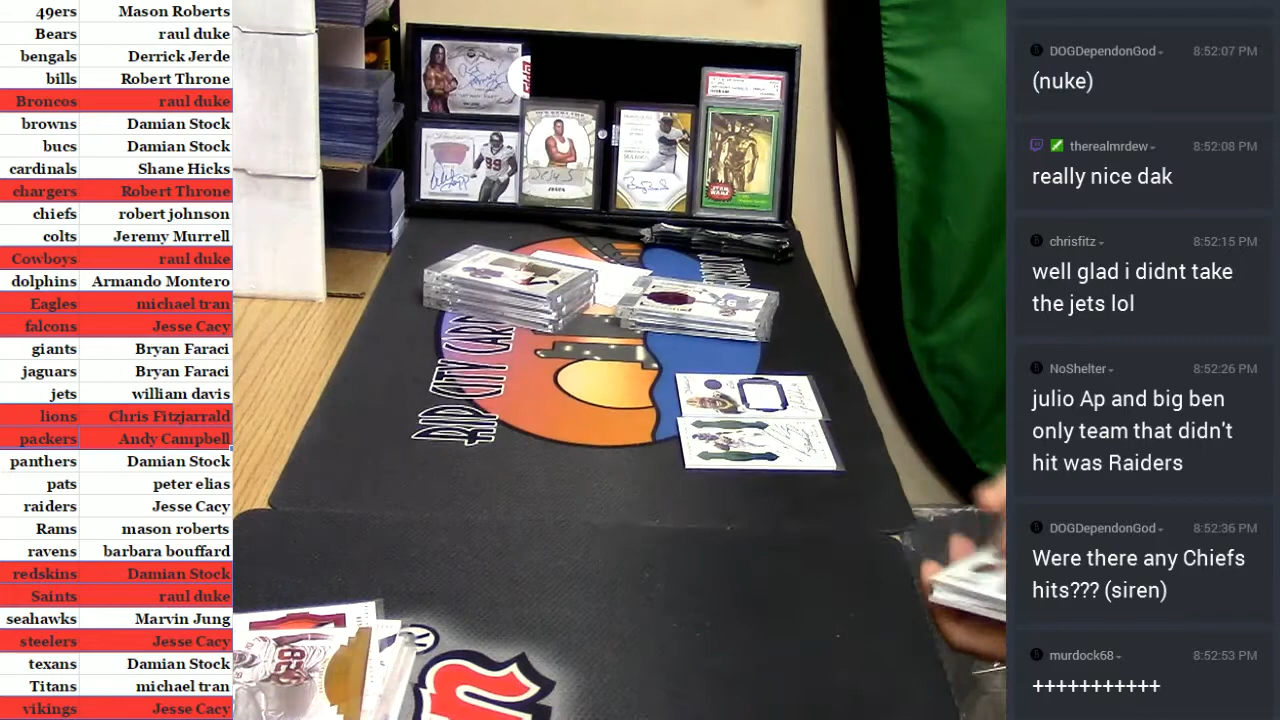 49ers Mason Roberts
Bears raul duke
bengals Derrick Jerde
bills Robert Throne
Broncos raul duke
browns Damian Stock
bucs Damian Stock
cardinals Shane Hicks
chargers Robert Throne
chiefs robert johnson
colts Jeremy Murrell
Cowboys raul duke
dolphins Armando Montero
Eagles michael tran
falcons Jesse Cacy
giants Bryan Faraci
jaguars Bryan Faraci
jets william davis
lions Chris Fitzjarrald
packers Andy Campbell
panthers Damian Stock
pats peter elias
raiders Jesse Cacy
Rams mason roberts
ravens barbara bouffard
redskins Damian Stock
Saints raul duke
seahawks Marvin Jung
steelers Jesse Cacy
texans Damian Stock
Titans michael tran
vikings Jesse Cacy
STAR
WARS
99
RIP CITY CAR
DOGDependonGod 8:52:07 PM
(nuke)
therealmrdew 8:52:08 PM
really nice dak
chrisfitz 8:52:15 PM
well glad i didnt take
the jets lol
NoShelter 8:52:26 PM
julio Ap and big ben
only team that didn't
hit was Raiders
DOGDependonGod 8:52:36 PM
Were there any Chiefs
hits??? (siren)
murdock68 8:52:53 PM
+++++++++++